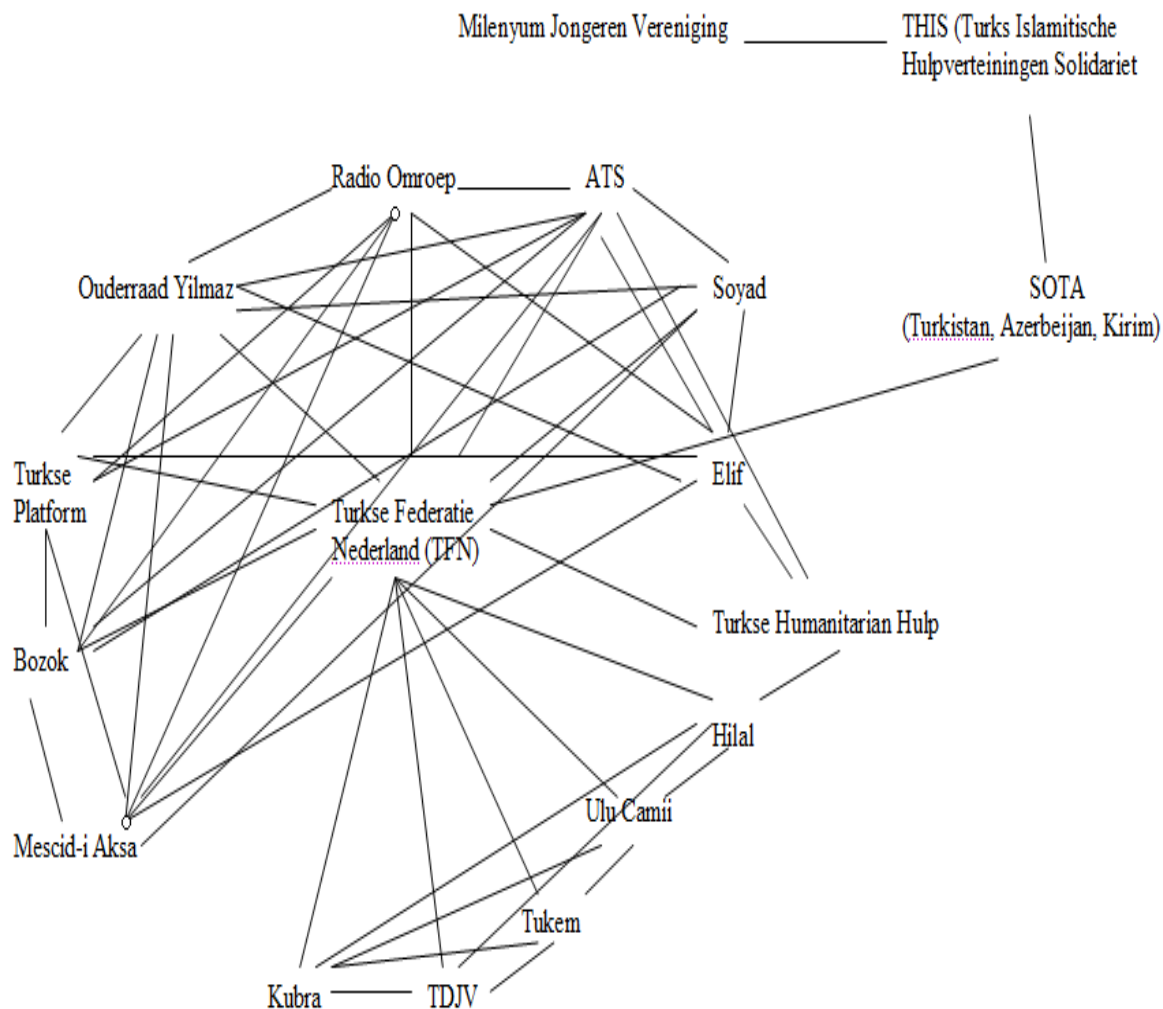 Milenyum Jongeren Vereniging
THIS (Turks Islamitische
Hulpverteiningen Solidariet
Radio Omroep
ATS
Ouderraad Yilmaz
Soyad
SOTA
(Turkistan, Azerbeijan, Kirim)
Turkse
Platform
Elif
Turkse Federatie
Nederland (TFN)
Turkse Humanitarian Hulp
Bozok
Hilal
Ulu Camii
Mescid-i Aksa
Tukem
Kubra
TDJV